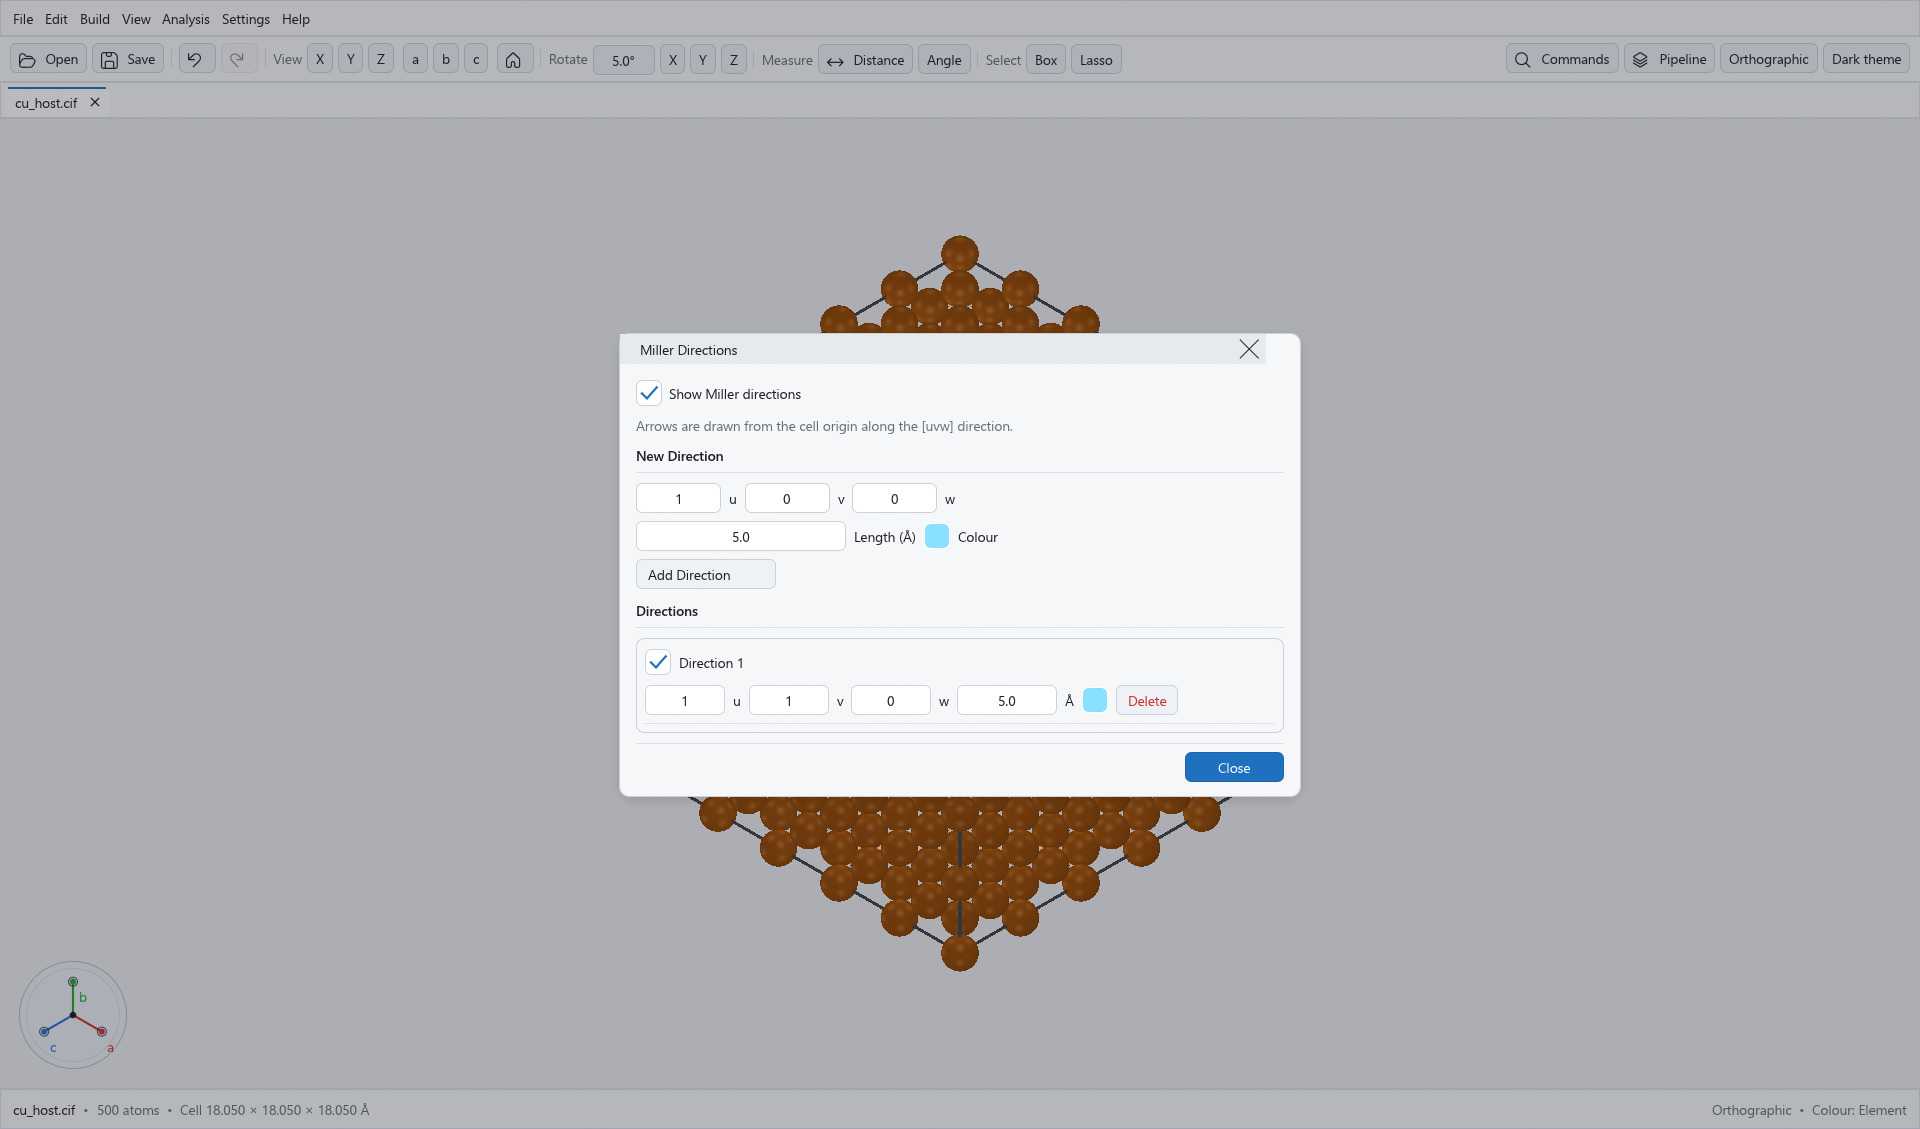 File Edit Build View Analysis Settings Help
Open Save View X Y Z a b c Rotate 5.0° X Y Z Measure Distance Angle Select Box Lasso Commands Pipeline Orthographic Dark theme
cu_host.cif
Miller Directions
Show Miller directions
Arrows are drawn from the cell origin along the [uvw] direction.
New Direction
1 u 0 v 0 w
5.0 Length (Å) Colour
Add Direction
Directions
Direction 1
1 u 1 v 0 w 5.0 Å Delete
Close
b
c a
cu_host.cif • 500 atoms • Cell 18.050 × 18.050 × 18.050 Å Orthographic • Colour: Element